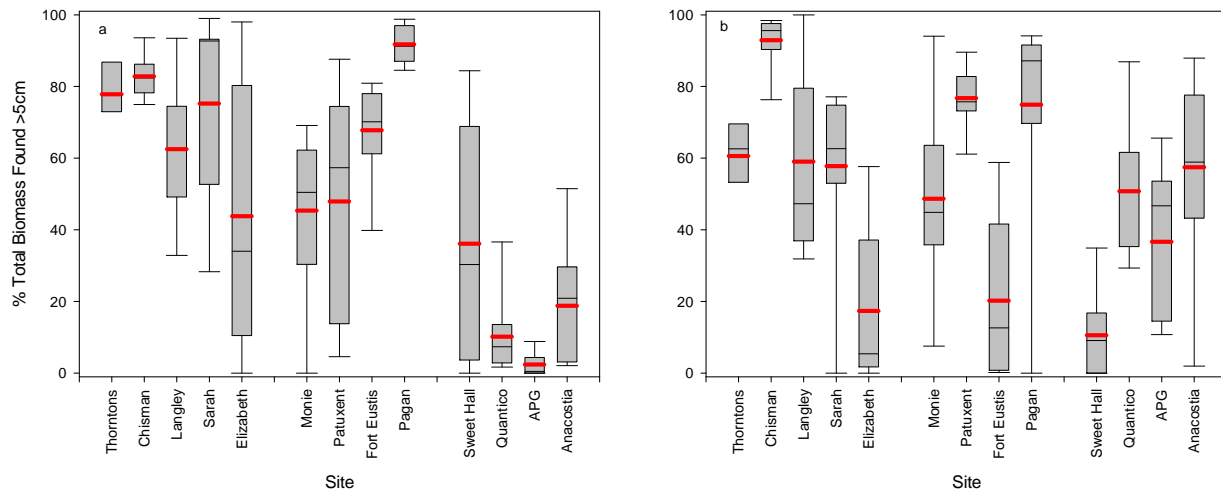 a
% Total Biomass Found >5cm
100
80
60
40
20
0
Thorntons
Chisman
Langley
Sarah
Elizabeth
Monie
Patuxent
Fort Eustis
Pagan
Sweet Hall
Quantico
APG
Anacostia
Site
b
100
80
60
40
20
0
Thorntons
Chisman
Langley
Sarah
Elizabeth
Monie
Patuxent
Fort Eustis
Pagan
Sweet Hall
Quantico
APG
Anacostia
Site